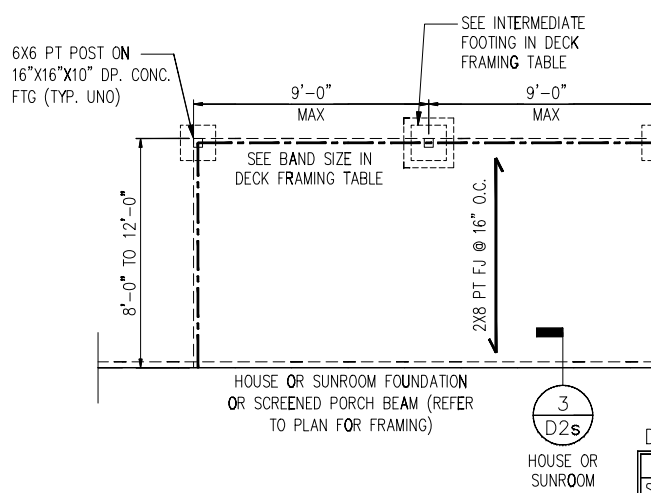 SEE INTERMEDIATE
FOOTING IN DECK
FRAMING TABLE
6X6 PT POST ON
16"X16"X10" DP. CONC.
FTG (TYP. UNO)
9'-0"
MAX
9'-0"
MAX
SEE BAND SIZE IN
DECK FRAMING TABLE
8'-0" TO 12'-0"
2X8 PT FJ @ 16" O.C.
HOUSE OR SUNROOM FOUNDATION
OR SCREENED PORCH BEAM (REFER
TO PLAN FOR FRAMING)
3
D2s
HOUSE OR
SUNROOM